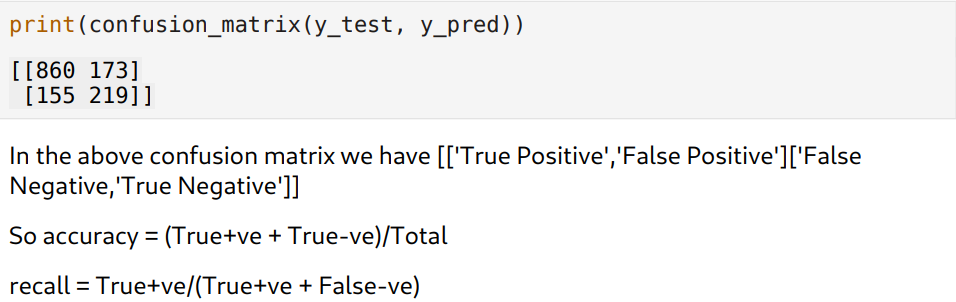 print(confusion_matrix(y_test, y_pred))
[[860 173]
 [155 219]]
In the above confusion matrix we have [['True Positive','False Positive']['False
Negative,'True Negative']]
So accuracy = (True+ve + True-ve)/Total
recall = True+ve/(True+ve + False-ve)